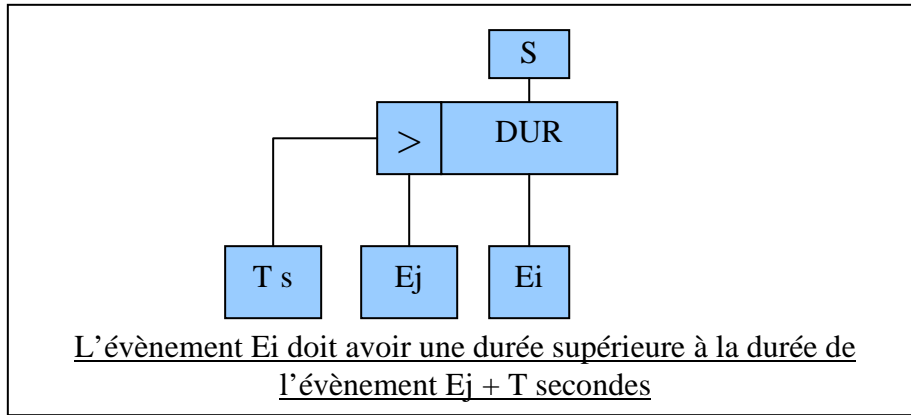 S
> DUR
T s Ej Ei
L'évènement Ei doit avoir une durée supérieure à la durée de
l'évènement Ej + T secondes